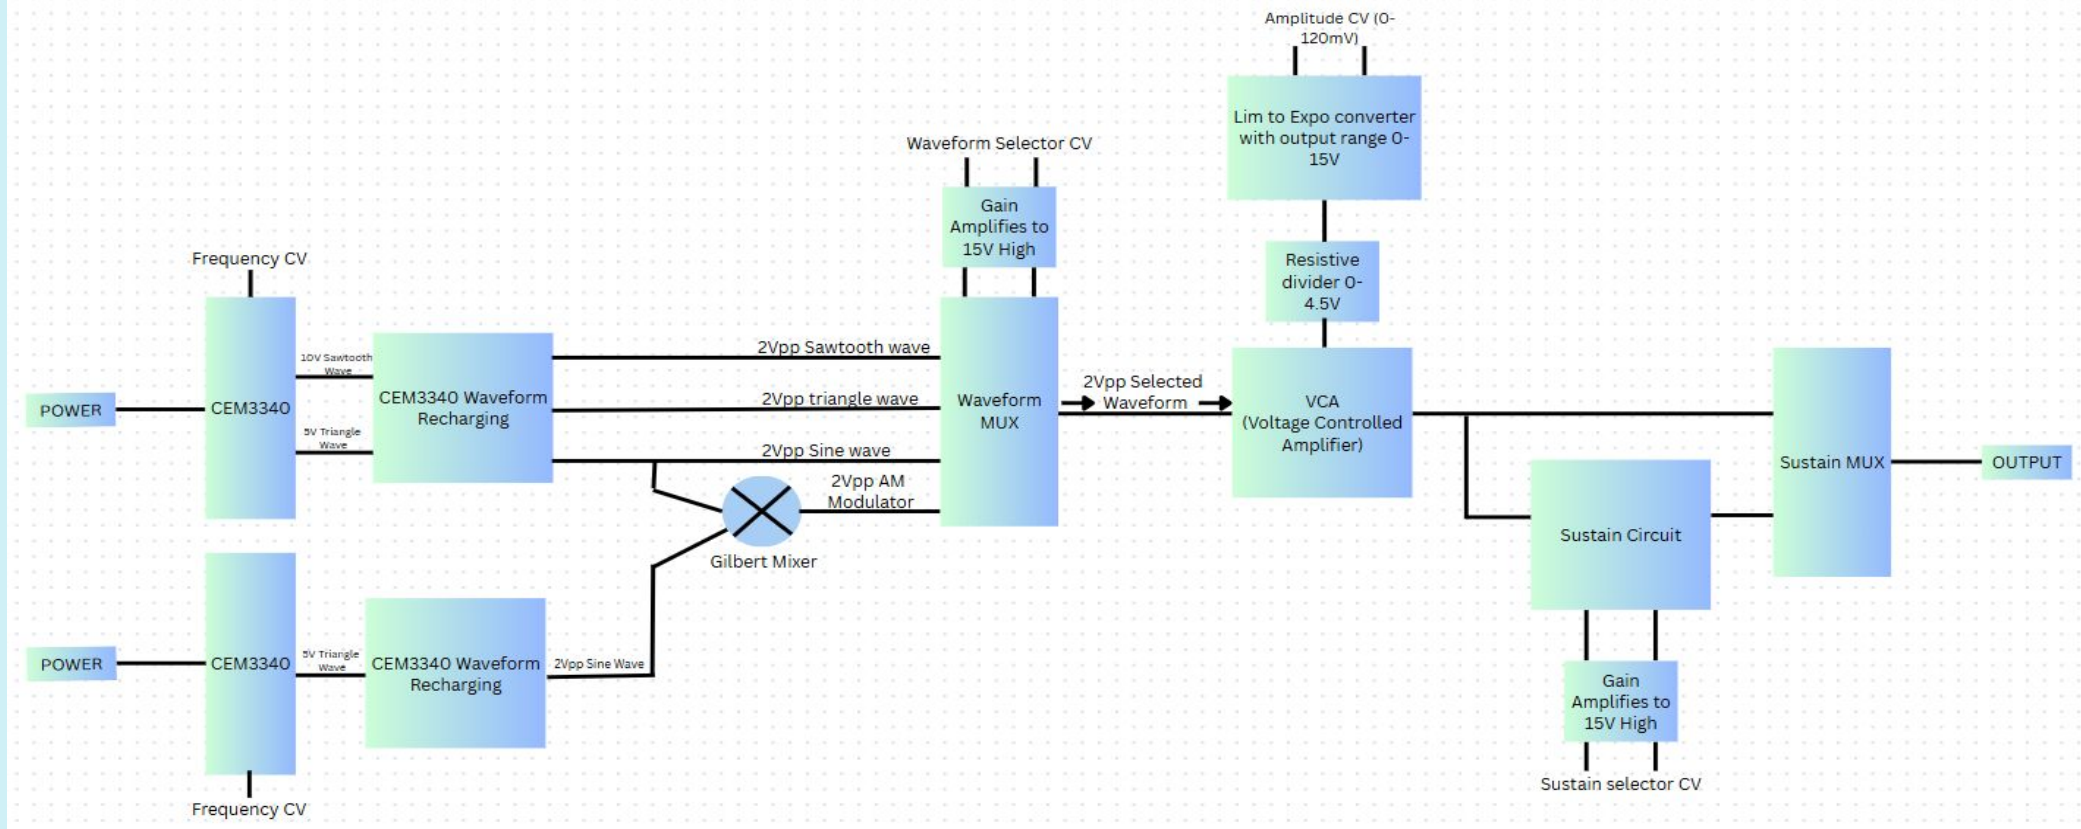 Amplitude CV (0-
120mV)
Lim to Expo converter
with output range 0-
15V
Waveform Selector CV
Gain
Amplifies to
15V High
Resistive
divider 0-
4.5V
Frequency CV
POWER
CEM3340
10V Sawtooth
Wave
5V Triangle
Wave
CEM3340 Waveform
Recharging
2Vpp Sawtooth wave
2Vpp triangle wave
2Vpp Sine wave
2Vpp AM
Modulator
Gilbert Mixer
Waveform
MUX
2Vpp Selected
Waveform
VCA
(Voltage Controlled
Amplifier)
Sustain MUX
OUTPUT
Sustain Circuit
Gain
Amplifies to
15V High
Sustain selector CV
POWER
CEM3340
5V Triangle
Wave
CEM3340 Waveform
Recharging
2Vpp Sine Wave
Frequency CV